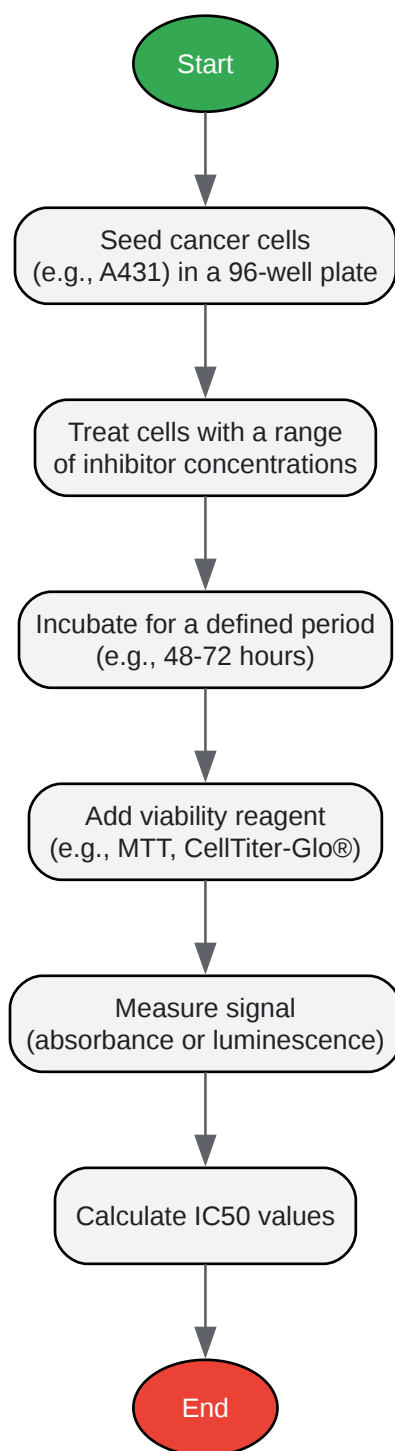 Start
Seed cancer cells
(e.g., A431) in a 96-well plate
Treat cells with a range
of inhibitor concentrations
Incubate for a defined period
(e.g., 48-72 hours)
Add viability reagent
(e.g., MTT, CellTiter-Glo®)
Measure signal
(absorbance or luminescence)
Calculate IC50 values
End